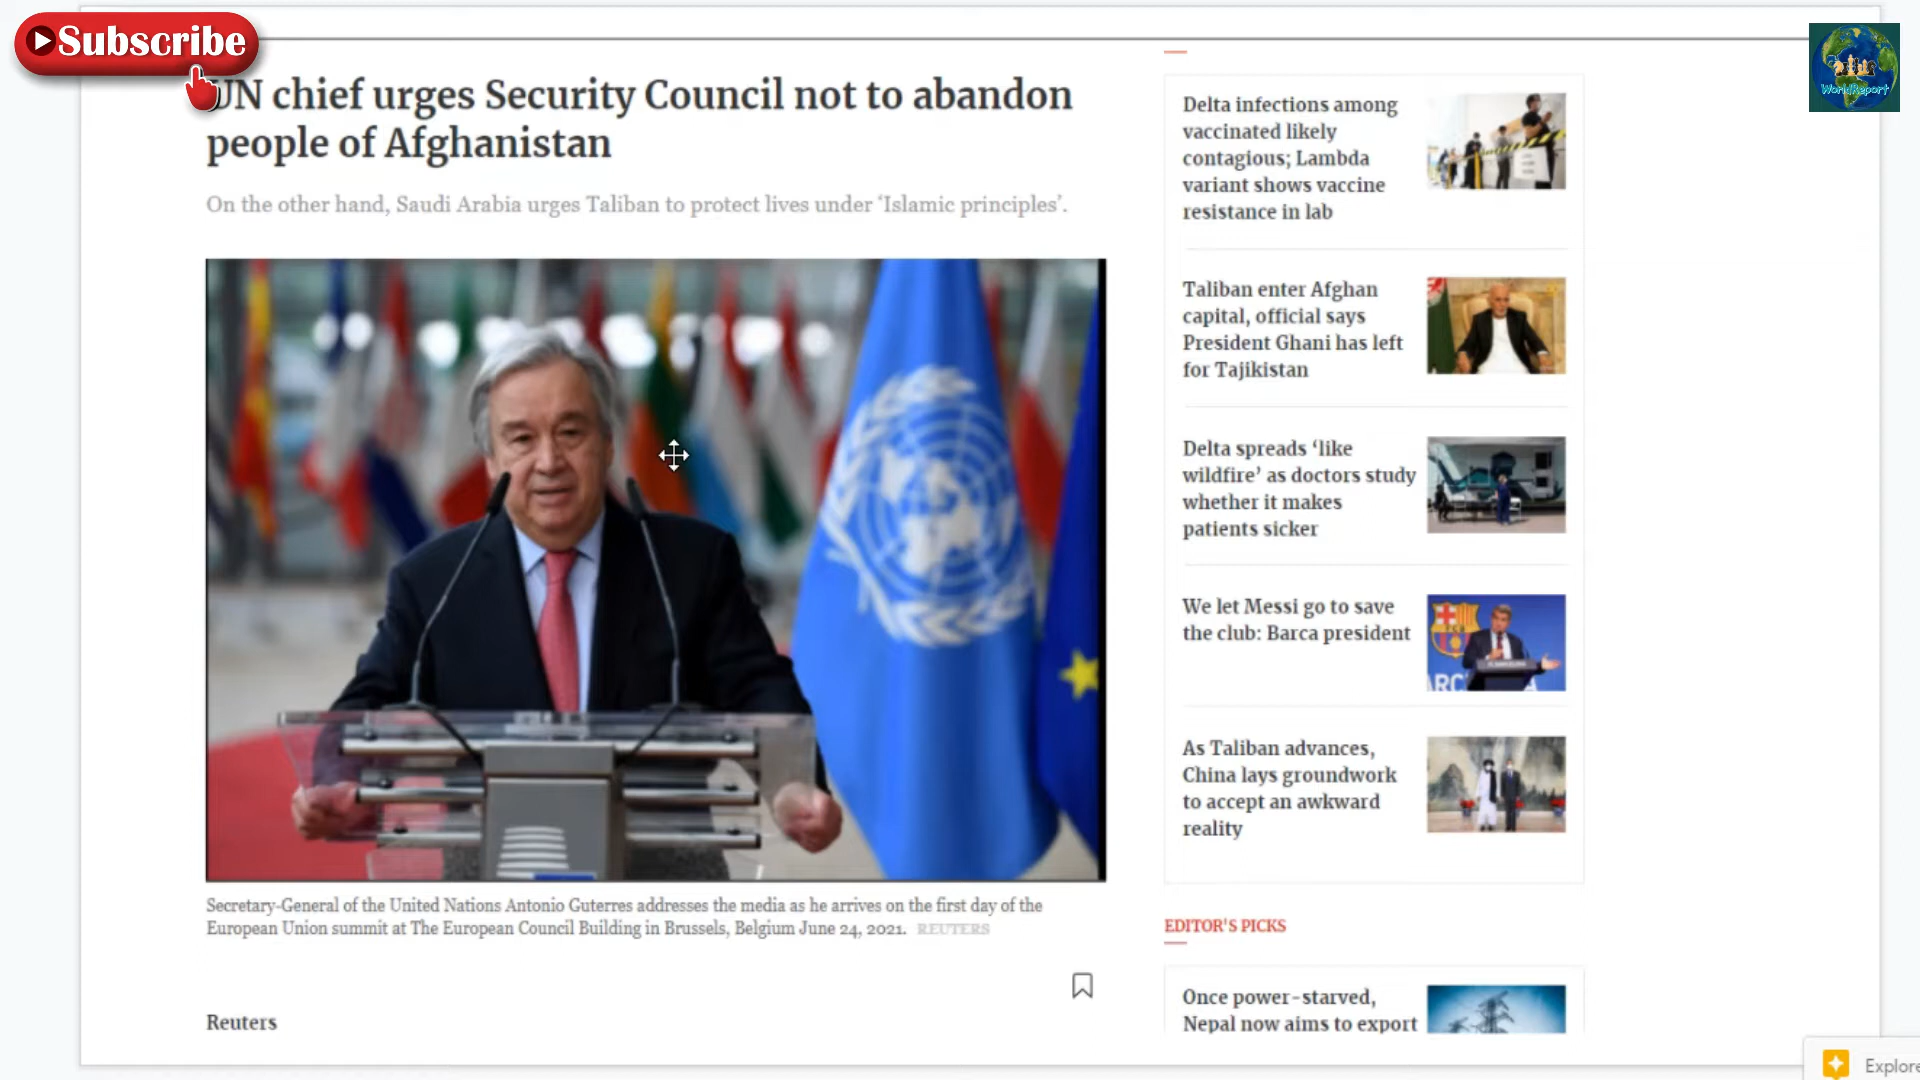 Subscribe
UN chief urges Security Council not to abandon
people of Afghanistan
On the other hand, Saudi Arabia urges Taliban to protect lives under ‘Islamic principles’.
Secretary-General of the United Nations Antonio Guterres addresses the media as he arrives on the first day of the
European Union summit at The European Council Building in Brussels, Belgium June 24, 2021. REUTERS
Reuters
WorldReport
Delta infections among
vaccinated likely
contagious; Lambda
variant shows vaccine
resistance in lab
Taliban enter Afghan
capital, official says
President Ghani has left
for Tajikistan
Delta spreads ‘like
wildfire’ as doctors study
whether it makes
patients sicker
We let Messi go to save
the club: Barca president
As Taliban advances,
China lays groundwork
to accept an awkward
reality
EDITOR'S PICKS
Once power-starved,
Nepal now aims to export
Explore